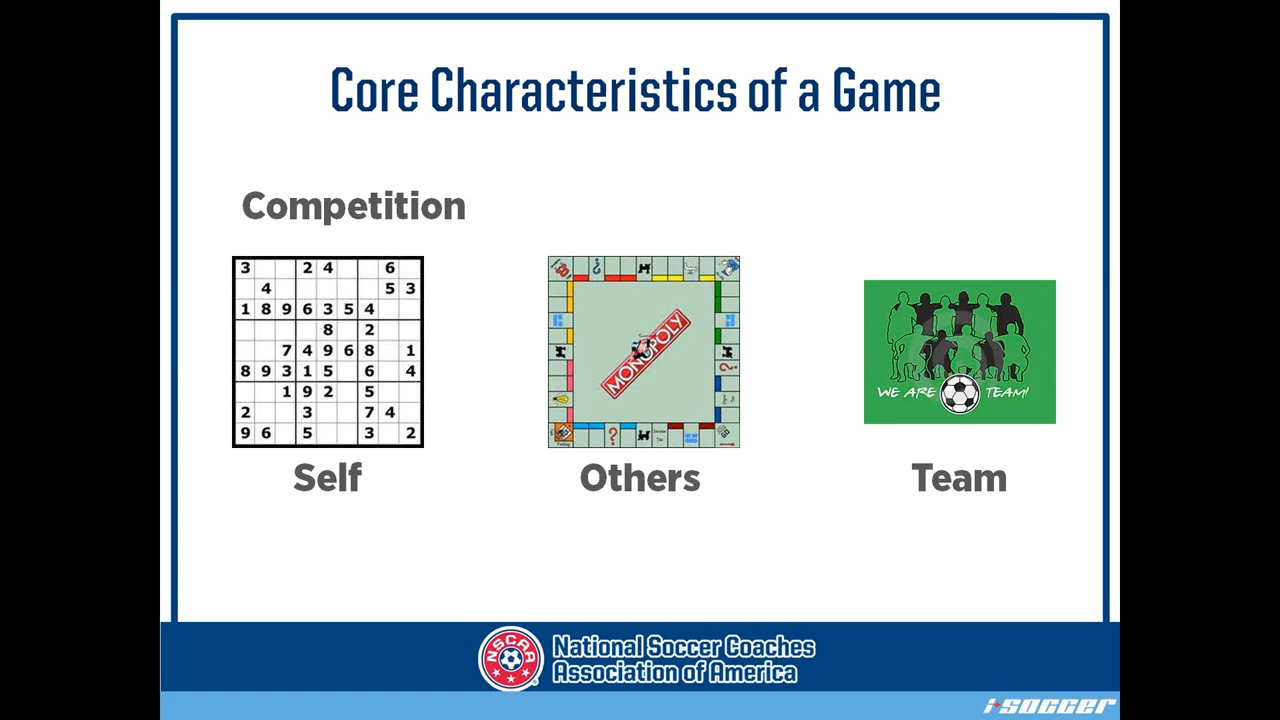 Core Characteristics of a Game
Competition
3 2 4 6
4 5 3
1 8 9 6 3 5 4
8 2
7 4 9 6 8 1
8 9 3 1 5 6 4
1 9 2 5
2 3 7 4
9 6 5 3 2
MONOPOLY
WE ARE TEAM!
Self
Others
Team
NSCAA
National Soccer Coaches
Association of America
i-soccer